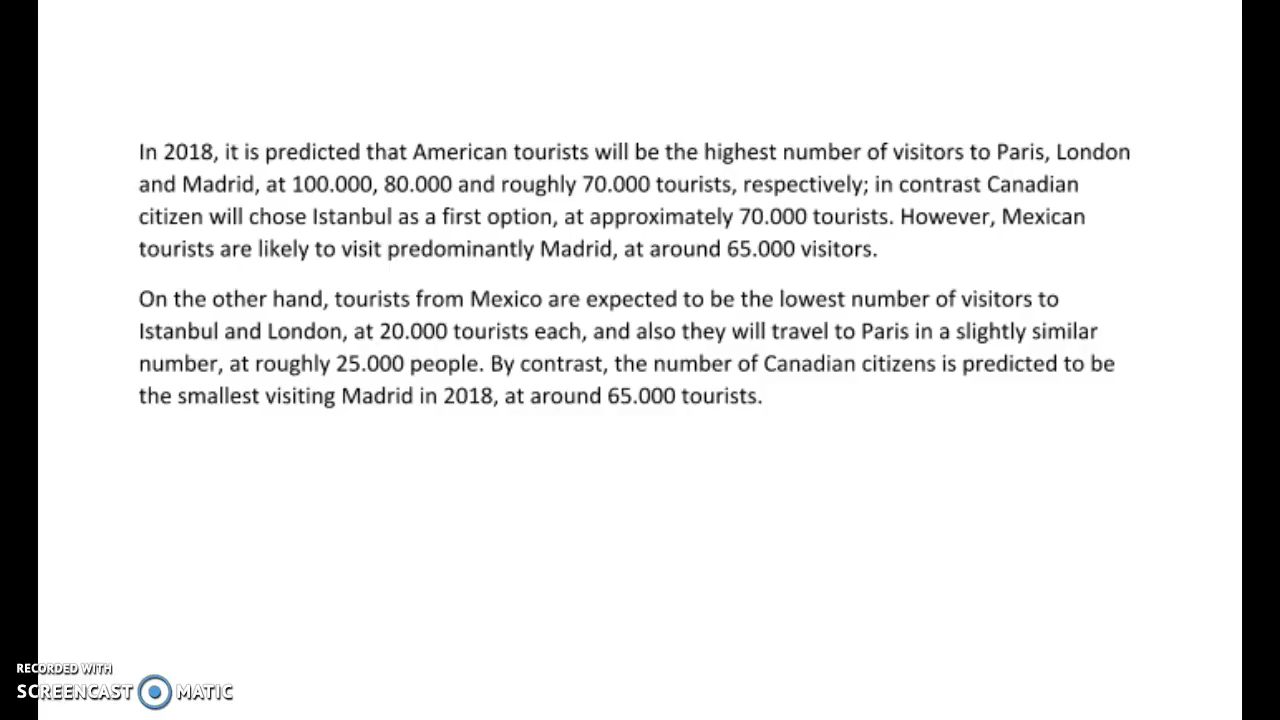 In 2018, it is predicted that American tourists will be the highest number of visitors to Paris, London
and Madrid, at 100.000, 80.000 and roughly 70.000 tourists, respectively; in contrast Canadian
citizen will chose Istanbul as a first option, at approximately 70.000 tourists. However, Mexican
tourists are likely to visit predominantly Madrid, at around 65.000 visitors.
On the other hand, tourists from Mexico are expected to be the lowest number of visitors to
Istanbul and London, at 20.000 tourists each, and also they will travel to Paris in a slightly similar
number, at roughly 25.000 people. By contrast, the number of Canadian citizens is predicted to be
the smallest visiting Madrid in 2018, at around 65.000 tourists.
RECORDED WITH
SCREENCAST MATIC